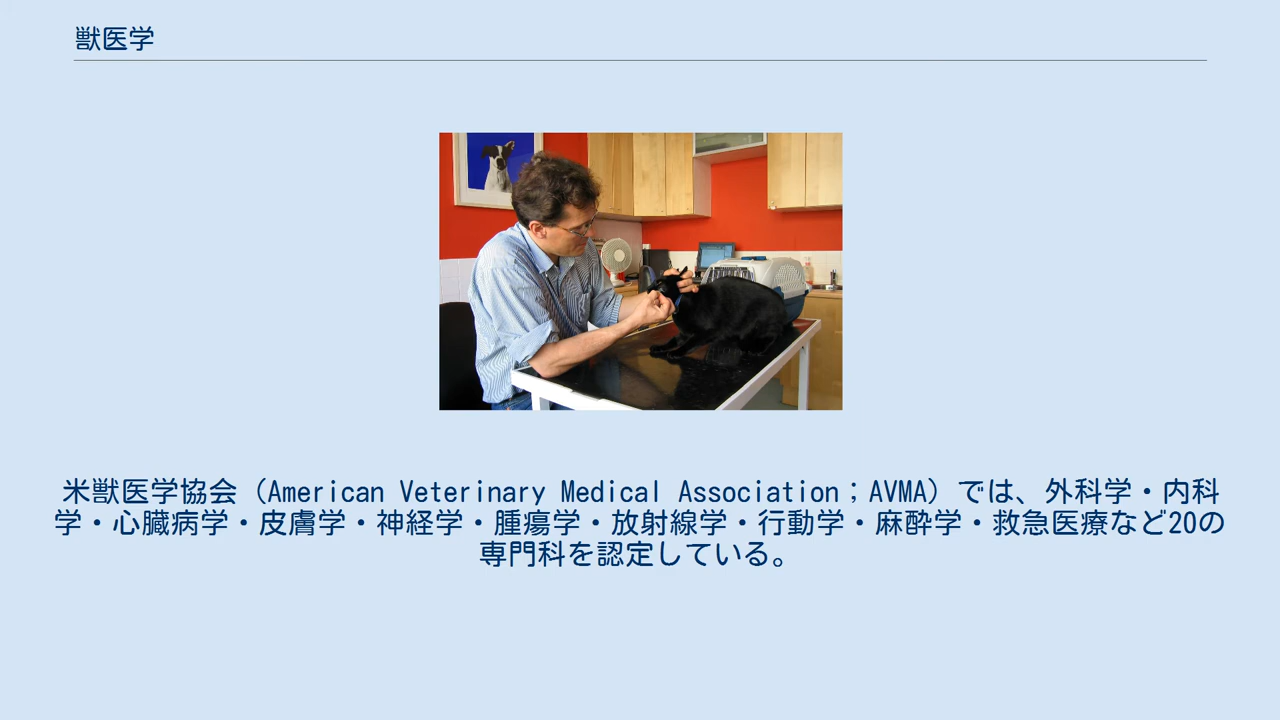 獣医学
米獣医学協会（American Veterinary Medical Association；AVMA）では、外科学・内科
学・心臓病学・皮膚学・神経学・腫瘍学・放射線学・行動学・麻酔学・救急医療など20の
専門科を認定している。